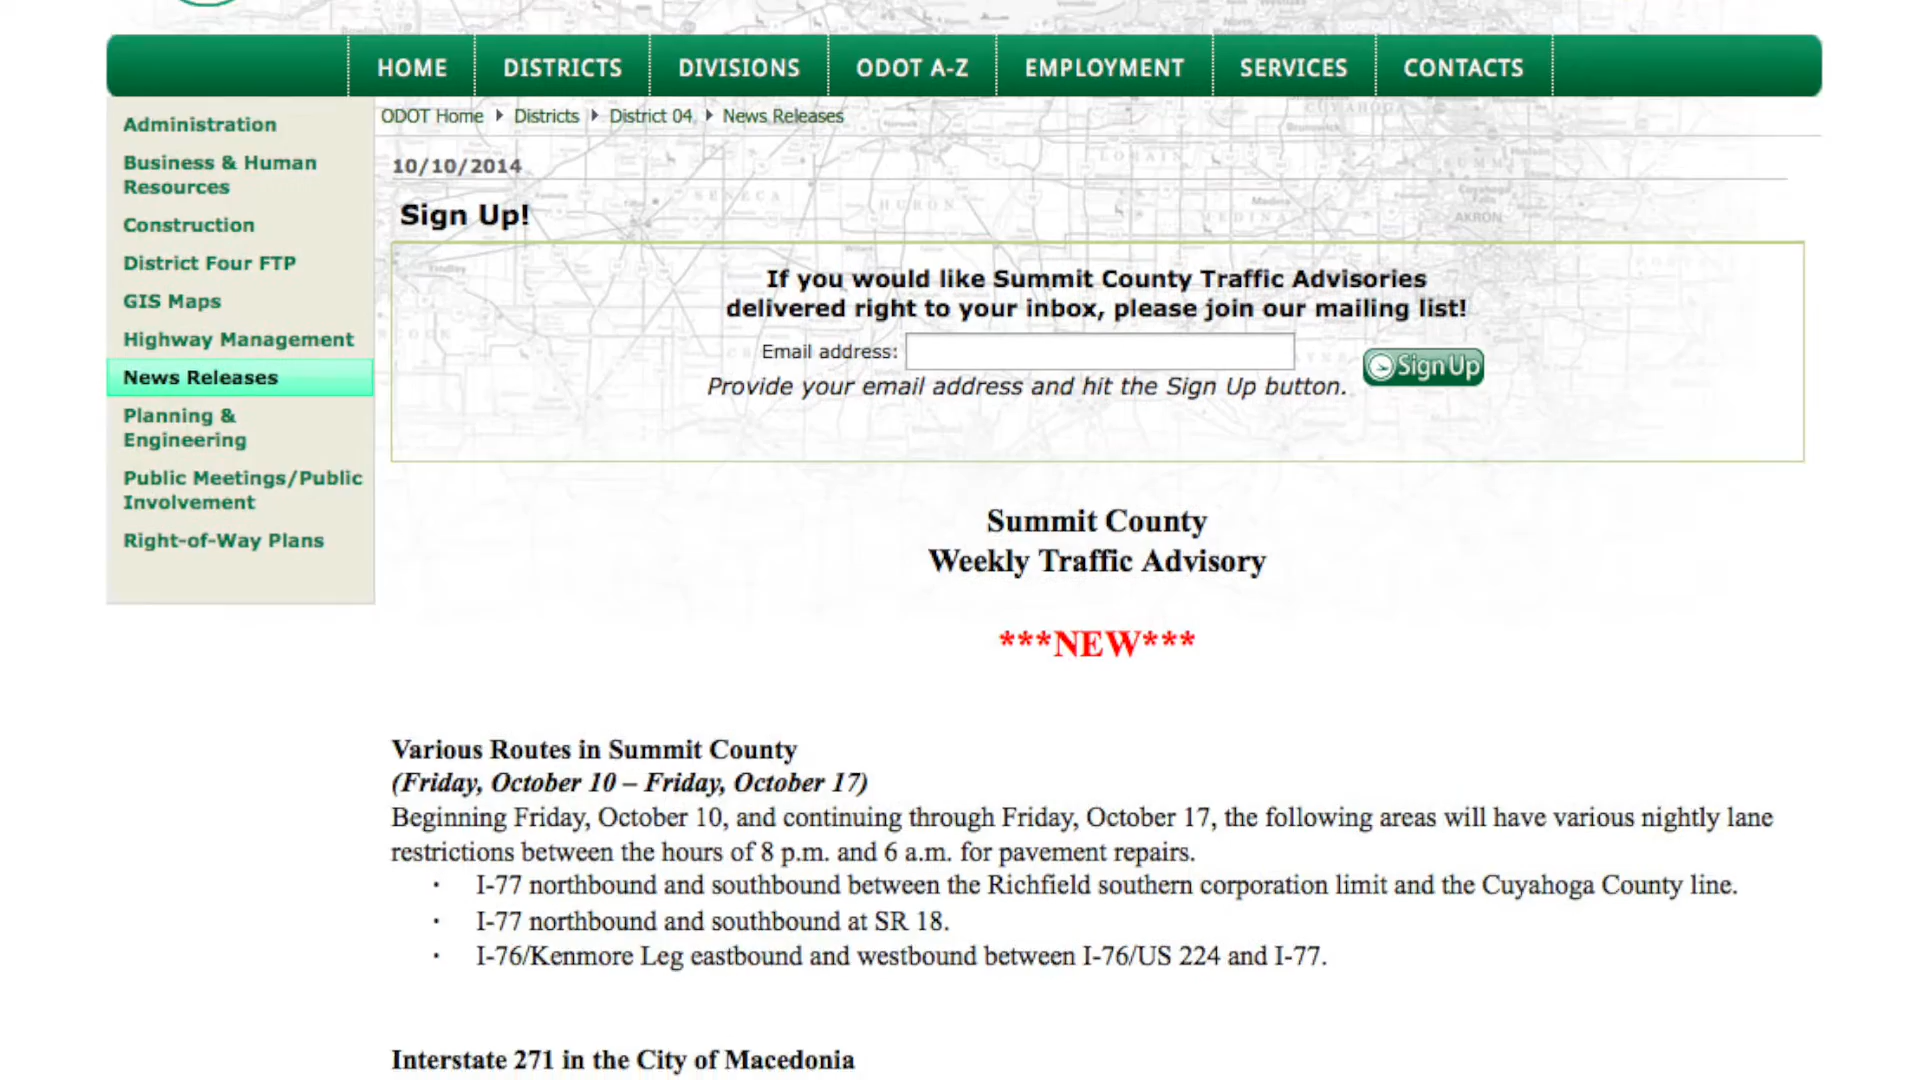 HOME DISTRICTS DIVISIONS ODOT A-Z EMPLOYMENT SERVICES CONTACTS
Administration
Business & Human
Resources
Construction
District Four FTP
GIS Maps
Highway Management
News Releases
Planning &
Engineering
Public Meetings/Public
Involvement
Right-of-Way Plans
ODOT Home Districts District 04 News Releases
10/10/2014
Sign Up!
If you would like Summit County Traffic Advisories
delivered right to your inbox, please join our mailing list!
Email address:
Sign Up
Provide your email address and hit the Sign Up button.
Summit County
Weekly Traffic Advisory
***NEW***
Various Routes in Summit County
(Friday, October 10 – Friday, October 17)
Beginning Friday, October 10, and continuing through Friday, October 17, the following areas will have various nightly lane
restrictions between the hours of 8 p.m. and 6 a.m. for pavement repairs.
· I-77 northbound and southbound between the Richfield southern corporation limit and the Cuyahoga County line.
· I-77 northbound and southbound at SR 18.
· I-76/Kenmore Leg eastbound and westbound between I-76/US 224 and I-77.
Interstate 271 in the City of Macedonia
SENECA
HURON
LORAIN
MEDINA
CUYAHOGA
AKRON